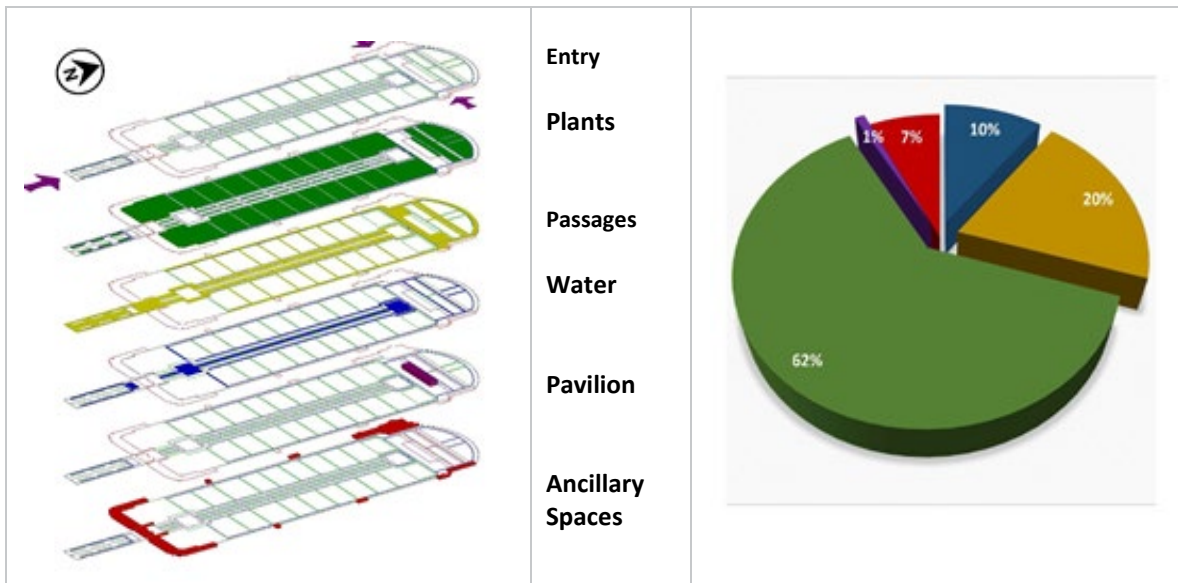 N
Entry
Plants
Passages
Water
Pavilion
Ancillary
Spaces
1%
7%
10%
20%
62%